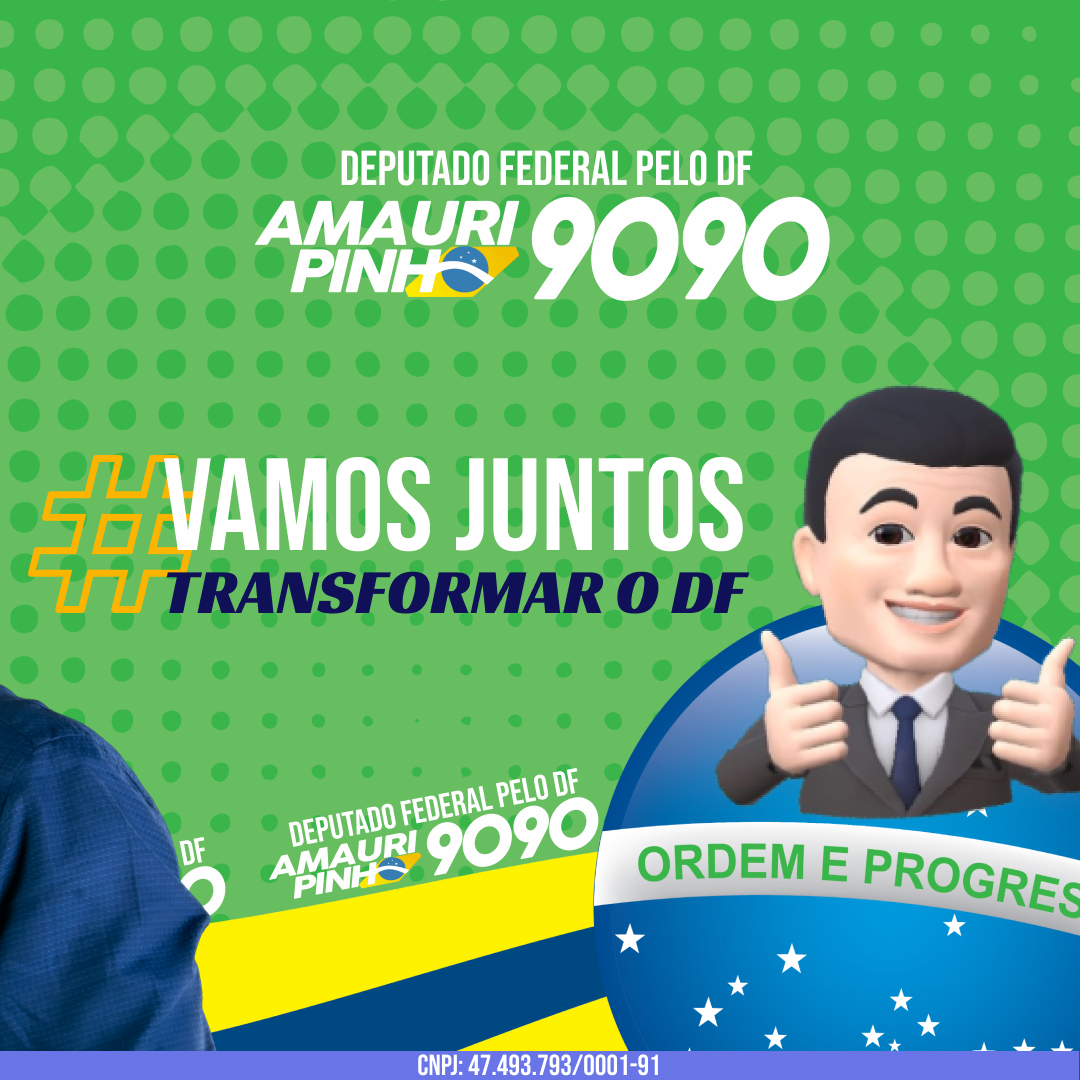 DEPUTADO FEDERAL PELO DF
AMAURI
PINHO
9090
#VAMOS JUNTOS
TRANSFORMAR O DF
DF
DEPUTADO FEDERAL PELO DF
AMAURI
PINHO
9090
ORDEM E PROGRES
CNPJ: 47.493.793/0001-91